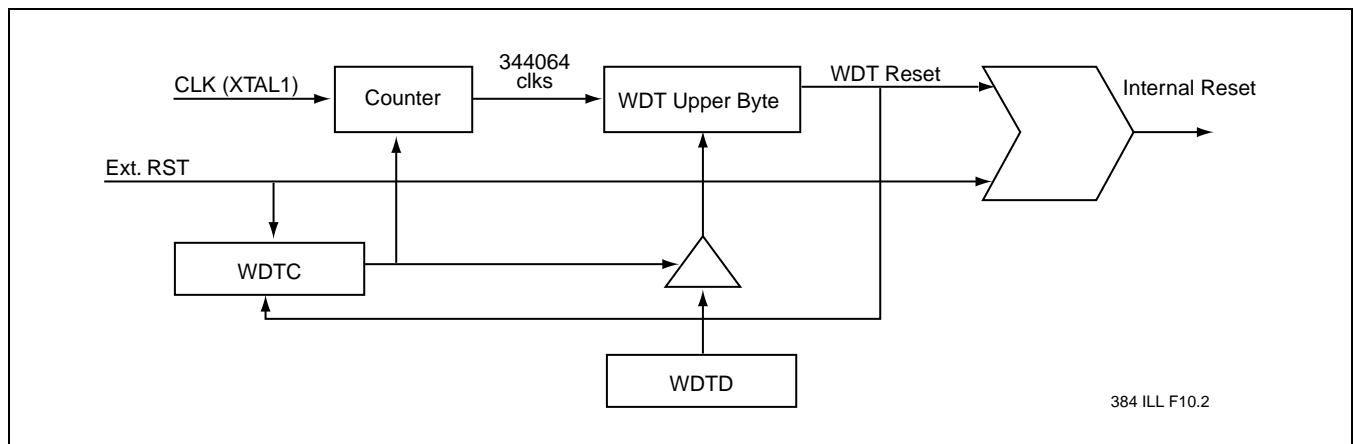 CLK (XTAL1)
Counter
344064
clks
WDT Upper Byte
WDT Reset
Internal Reset
Ext. RST
WDTC
WDTD
384 ILL F10.2